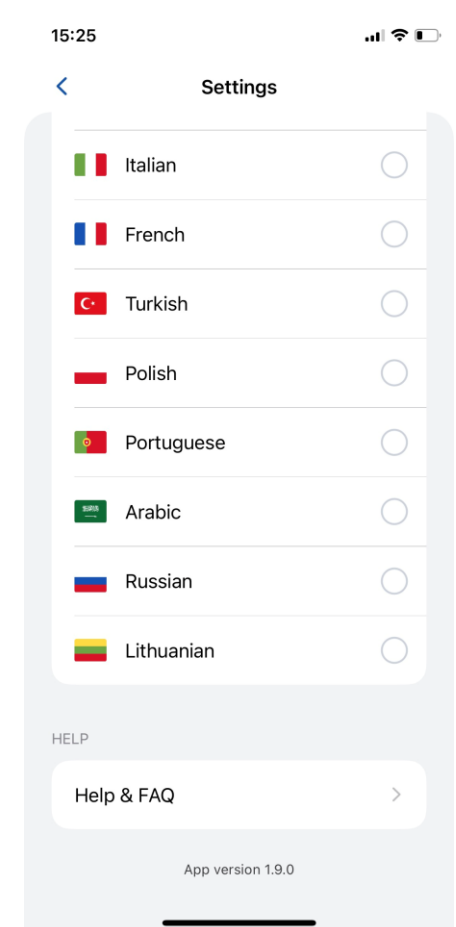 15:25
Settings
Italian
French
Turkish
Polish
Portuguese
Arabic
Russian
Lithuanian
HELP
Help & FAQ
App version 1.9.0